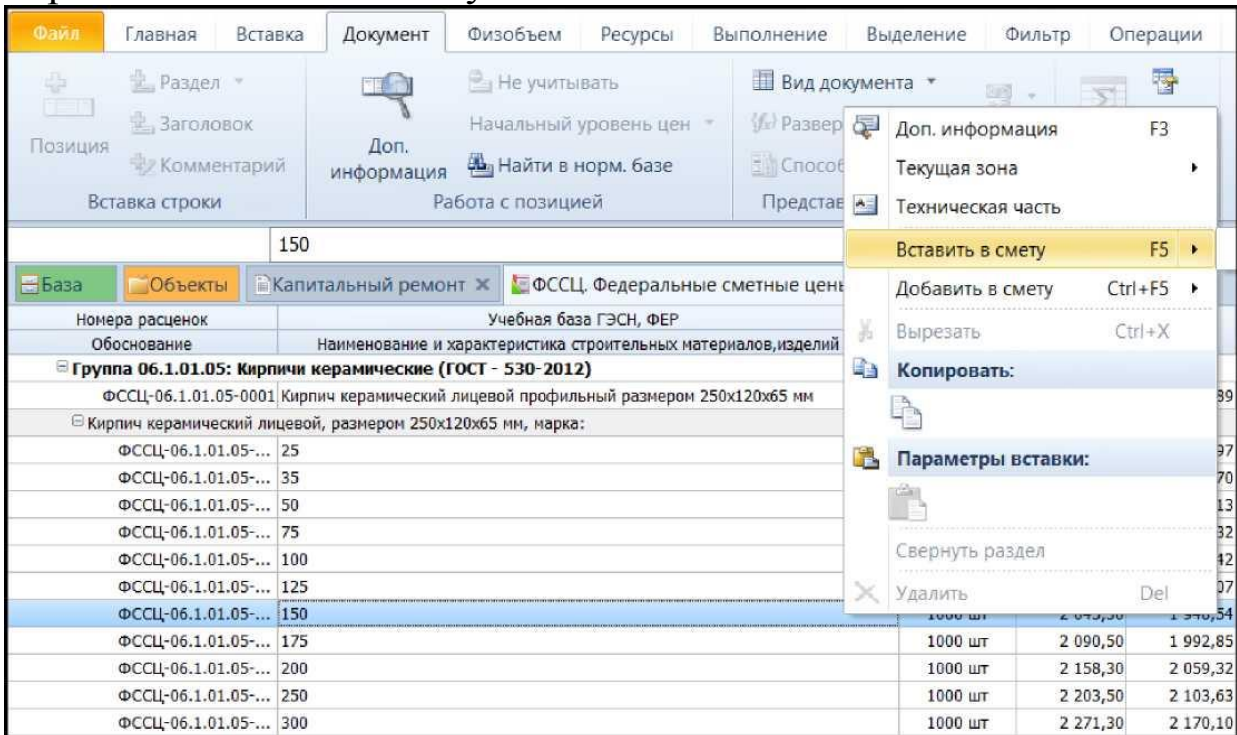 Файл Главная Вставка Документ Физобъем Ресурсы Выполнение Выделение Фильтр Операции
Позиция
Раздел
Заголовок
Комментарий
Вставка строки
Доп. информация
Не учитывать
Начальный уровень цен
Найти в норм. базе
Работа с позицией
Вид документа
Развер
Способ
Представ
150
База Объекты Капитальный ремонт ФССЦ. Федеральные сметные цены
Номера расценок Учебная база ГЭСН, ФЕР
Обоснование Наименование и характеристика строительных материалов,изделий
Группа 06.1.01.05: Кирпичи керамические (ГОСТ - 530-2012)
ФССЦ-06.1.01.05-0001 Кирпич керамический лицевой профильный размером 250х120х65 мм 89
Кирпич керамический лицевой, размером 250х120х65 мм, марка:
ФССЦ-06.1.01.05-... 25 97
ФССЦ-06.1.01.05-... 35 70
ФССЦ-06.1.01.05-... 50 13
ФССЦ-06.1.01.05-... 75 32
ФССЦ-06.1.01.05-... 100 42
ФССЦ-06.1.01.05-... 125 07
ФССЦ-06.1.01.05-... 150
ФССЦ-06.1.01.05-... 175 1000 шт 2 090,50 1 992,85
ФССЦ-06.1.01.05-... 200 1000 шт 2 158,30 2 059,32
ФССЦ-06.1.01.05-... 250 1000 шт 2 203,50 2 103,63
ФССЦ-06.1.01.05-... 300 1000 шт 2 271,30 2 170,10
Доп. информация F3
Текущая зона
Техническая часть
Вставить в смету F5
Добавить в смету Ctrl+F5
Вырезать Ctrl+X
Копировать:
Параметры вставки:
Свернуть раздел
Удалить Del